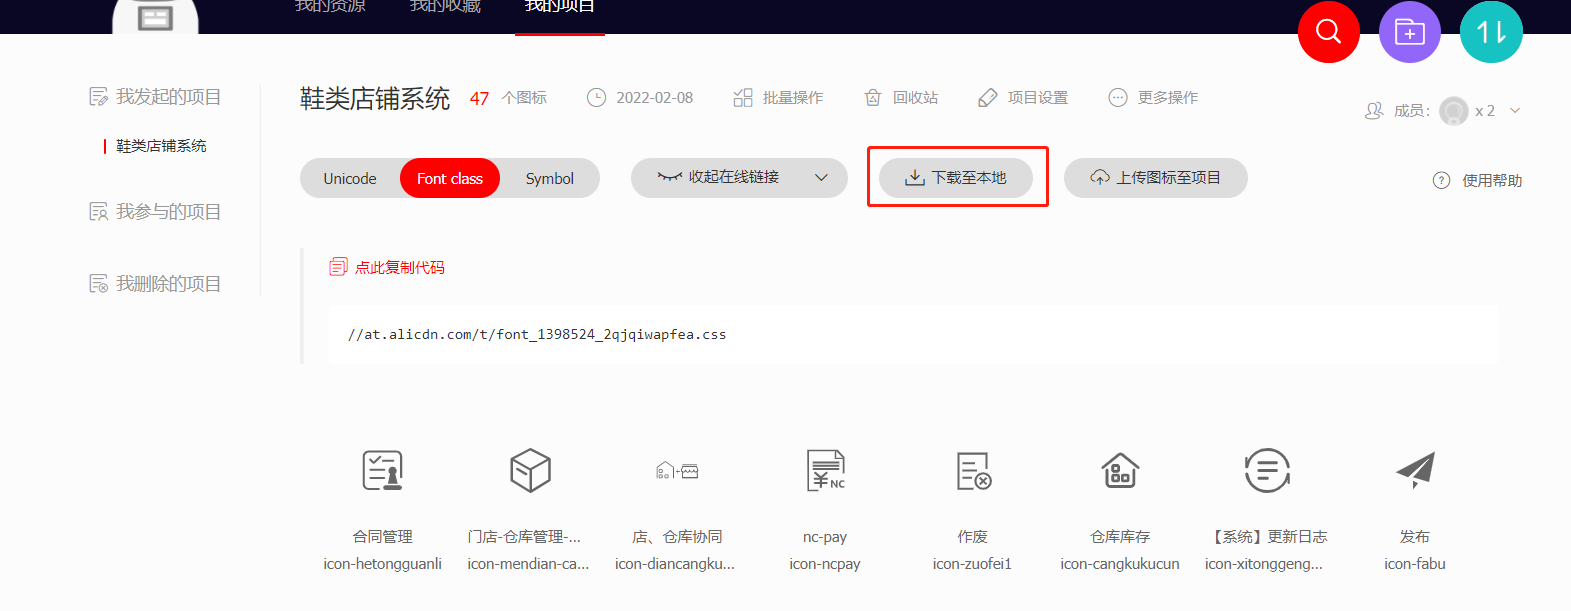 我的资源 我的收藏 我的项目
我发起的项目
鞋类店铺系统
我参与的项目
我删除的项目
鞋类店铺系统 47 个图标 2022-02-08 批量操作 回收站 项目设置 更多操作
成员: x 2
Unicode Font class Symbol 收起在线链接 下载至本地 上传图标至项目
使用帮助
点此复制代码
//at.alicdn.com/t/font_1398524_2qjqiwapfea.css
NC
合同管理 门店-仓库管理-... 店、仓库协同 nc-pay 作废 仓库库存 【系统】更新日志 发布
icon-hetongguanli icon-mendian-ca... icon-diancangku... icon-ncpay icon-zuofei1 icon-cangkukucun icon-xitonggeng... icon-fabu